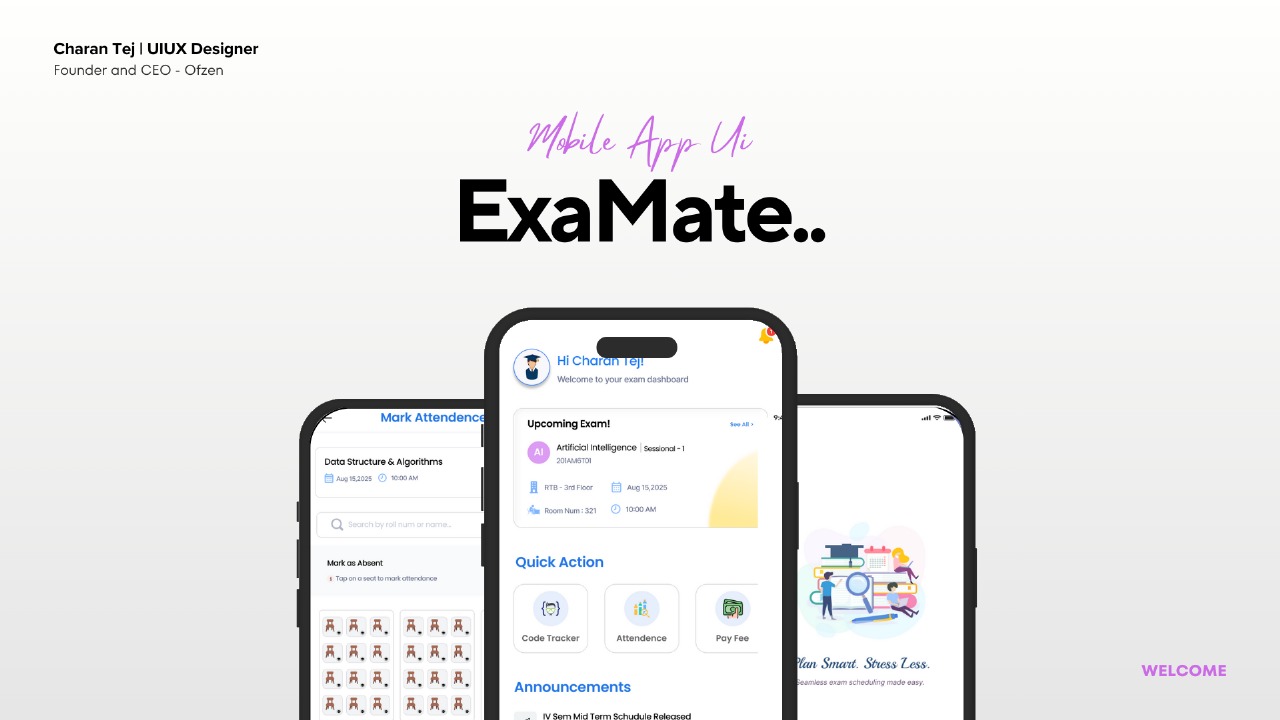 Charan Tej | UIUX Designer
Founder and CEO - Ofzen
Mobile App Ui
ExaMate..
Mark Attendence
Data Structure & Algorithms
Aug 15,2025 10:00 AM
Search by roll num or name..
Mark as Absent
Tap on a seat to mark attendance
Hi Charan Tej!
Welcome to your exam dashboard
Upcoming Exam!
See All >
AI
Artificial Intelligence | Sessional - 1
201AM6T01
RTB - 3rd Floor Aug 15,2025
Room Num : 321 10:00 AM
Quick Action
Code Tracker
Attendence
Pay Fee
Announcements
IV Sem Mid Term Schudule Released
Plan Smart. Stress Less.
Seamless exam scheduling made easy.
WELCOME